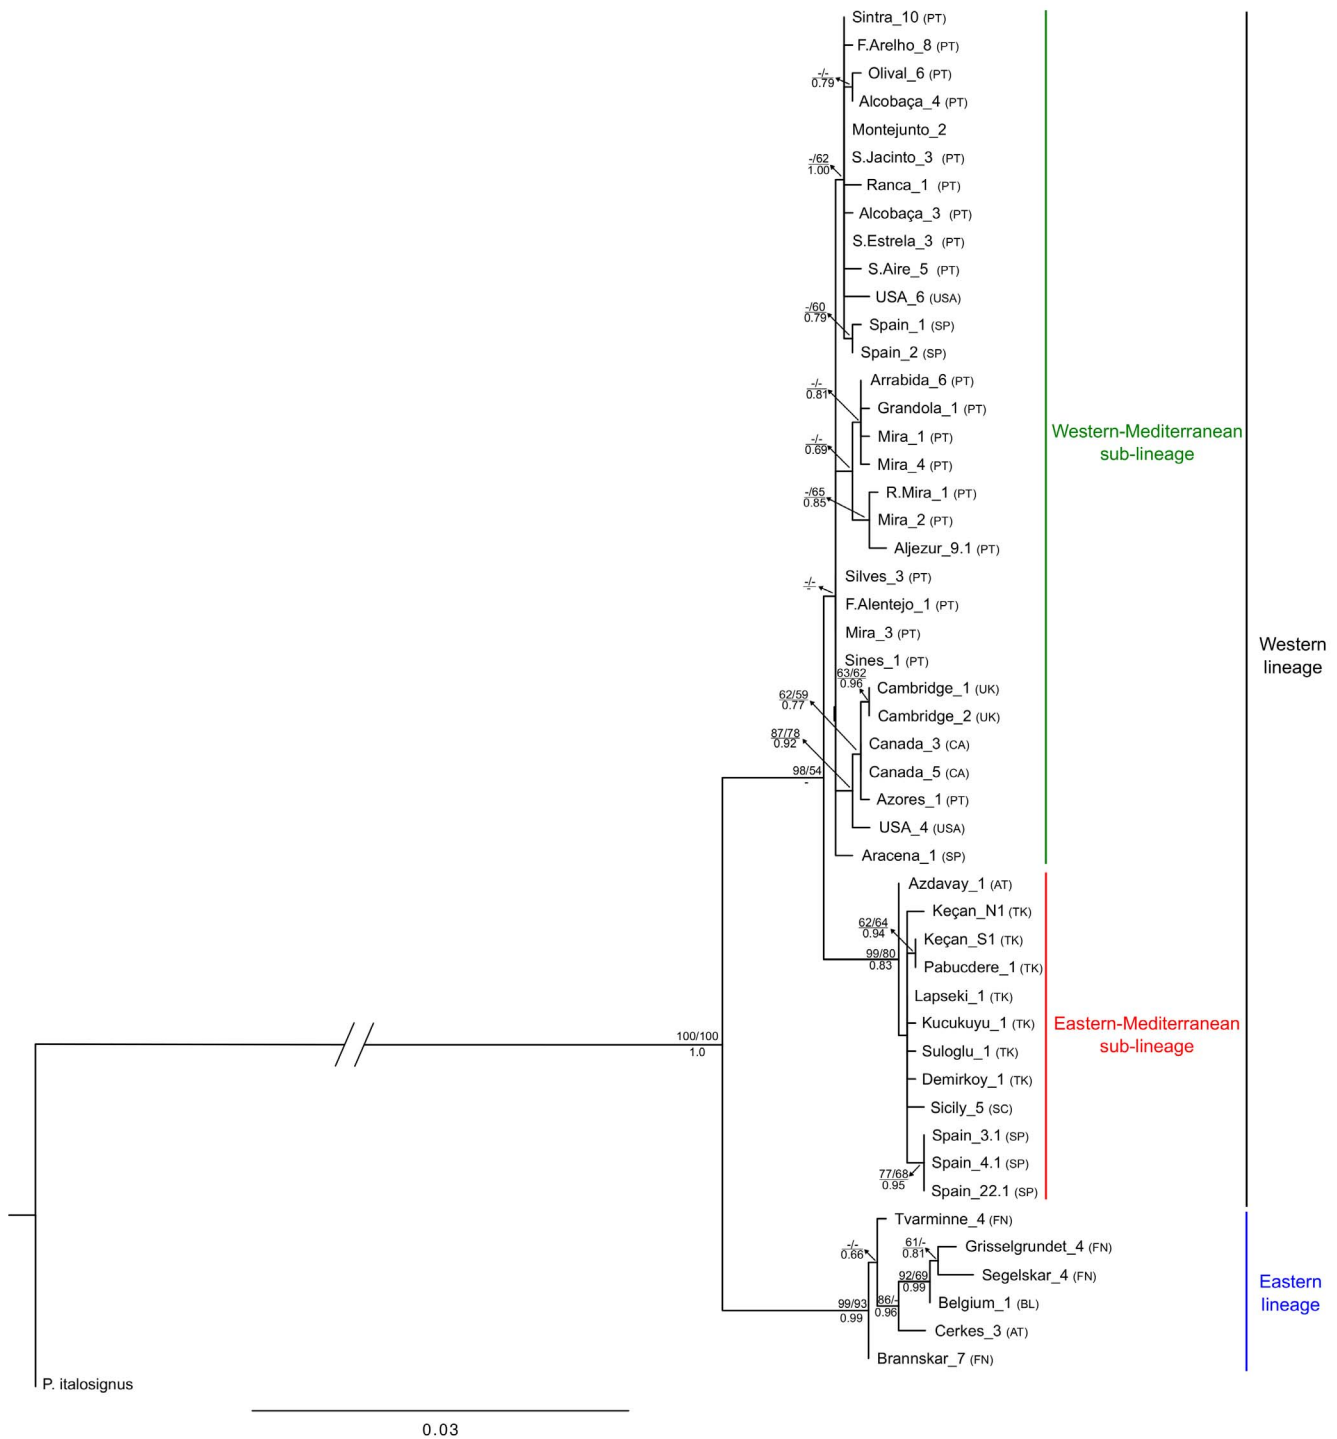 Sintra_10 (PT)
F.Arelho_8 (PT)
-/-
0.79
Olival_6 (PT)
Alcobaça_4 (PT)
Montejunto_2
-/62
1.00
S.Jacinto_3 (PT)
Ranca_1 (PT)
Alcobaça_3 (PT)
S.Estrela_3 (PT)
S.Aire_5 (PT)
USA_6 (USA)
-/60
0.79
Spain_1 (SP)
Spain_2 (SP)
-/-
0.81
Arrabida_6 (PT)
Grandola_1 (PT)
-/-
0.69
Mira_1 (PT)
Mira_4 (PT)
-/65
0.85
R.Mira_1 (PT)
Mira_2 (PT)
Aljezur_9.1 (PT)
Western-Mediterranean
sub-lineage
-/-
-
Silves_3 (PT)
F.Alentejo_1 (PT)
Mira_3 (PT)
Sines_1 (PT)
63/62
0.96
Cambridge_1 (UK)
Cambridge_2 (UK)
62/59
0.77
87/78
0.92
Canada_3 (CA)
Canada_5 (CA)
98/54
-
Azores_1 (PT)
USA_4 (USA)
Aracena_1 (SP)
Western
lineage
Azdavay_1 (AT)
Keçan_N1 (TK)
62/64
0.94
Keçan_S1 (TK)
Pabucdere_1 (TK)
99/80
0.83
Lapseki_1 (TK)
Kucukuyu_1 (TK)
Suloglu_1 (TK)
Demirkoy_1 (TK)
Sicily_5 (SC)
Spain_3.1 (SP)
Spain_4.1 (SP)
77/68
0.95
Spain_22.1 (SP)
Eastern-Mediterranean
sub-lineage
100/100
1.0
Tvarminne_4 (FN)
-/-
0.66
61/-
0.81
Grisselgrundet_4 (FN)
Segelskar_4 (FN)
92/69
0.99
Belgium_1 (BL)
99/93
0.99
86/-
0.96
Cerkes_3 (AT)
Brannskar_7 (FN)
Eastern
lineage
P. italosignus
0.03